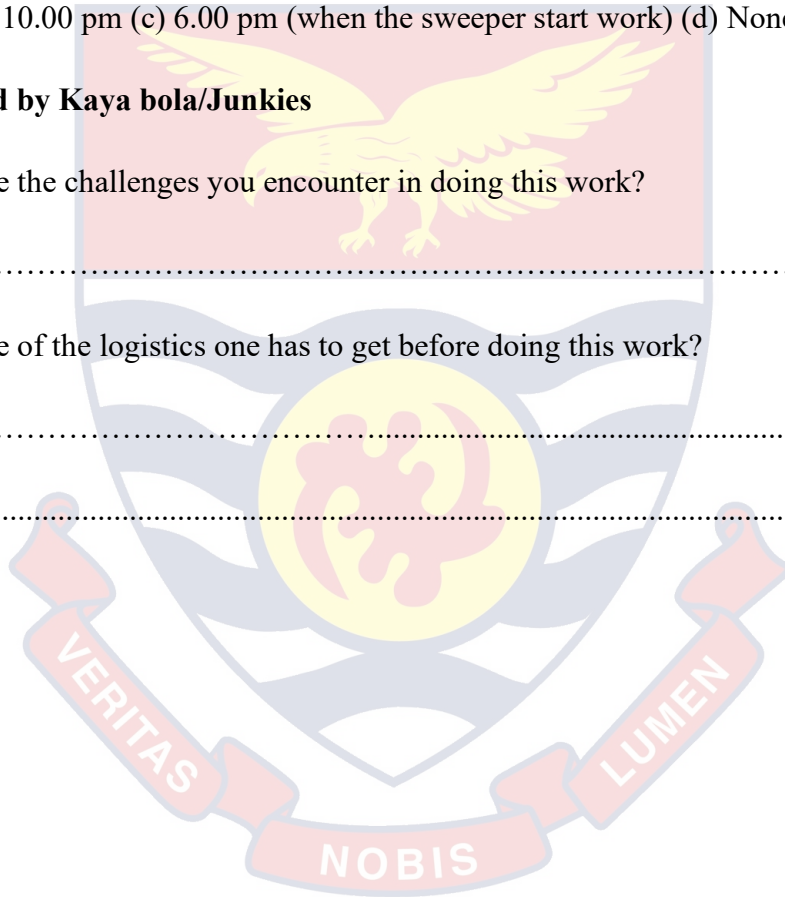 10.00 pm (c) 6.00 pm (when the sweeper start work) (d) None
d by Kaya bola/Junkies
e the challenges you encounter in doing this work?
………………………………………………………………………………
e of the logistics one has to get before doing this work?
…………………………………...............................................................
........................................................................................................
VERITAS
NOBIS
LUMEN